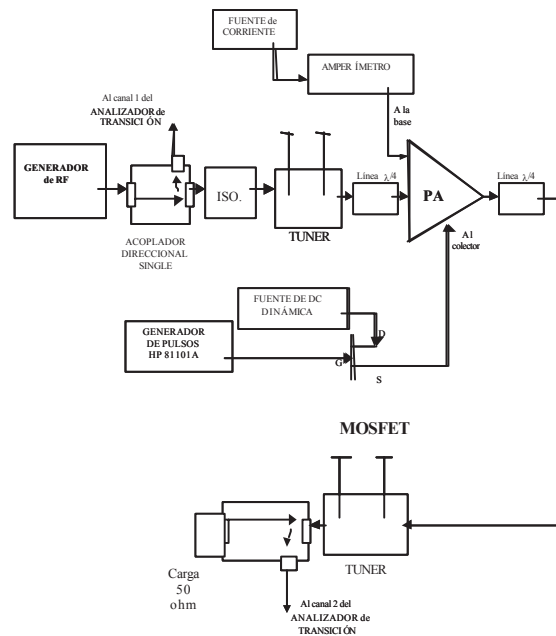 FUENTE de
CORRIENTE
AMPER ÍMETRO
Al canal 1 del
ANALIZADOR de
TRANSICI ÓN
A la
base
GENERADOR
de RF
ISO.
TUNER
Línea λ/4
PA
Línea λ/4
ACOPLADOR
DIRECCIONAL
SINGLE
Al
colector
FUENTE DE DC
DINÁMICA
GENERADOR
DE PULSOS
HP 81101A
D
G
S
MOSFET
TUNER
Carga
50
ohm
Al canal 2 del
ANALIZADOR de
TRANSICIÓN